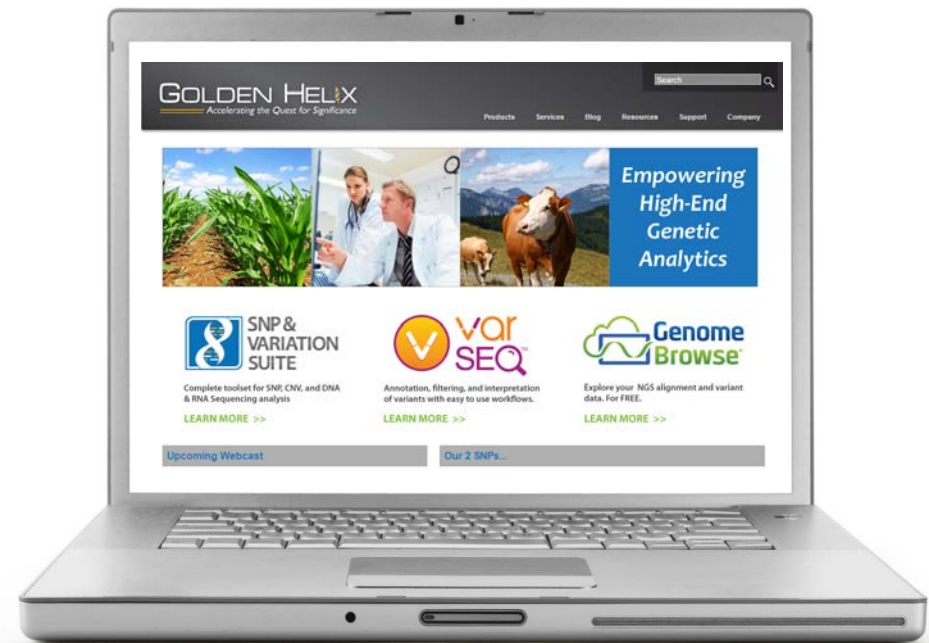 Search
GOLDEN HELIX
Accelerating the Quest for Significance
Products Services Blog Resources Support Company
Empowering
High-End
Genetic
Analytics
SNP &
VARIATION
SUITE
var
SEQ™
Genome
Browse
Complete toolset for SNP, CNV, and DNA
& RNA Sequencing analysis
LEARN MORE >>
Annotation, filtering, and interpretation
of variants with easy to use workflows.
LEARN MORE >>
Explore your NGS alignment and variant
data. For FREE.
LEARN MORE >>
Upcoming Webcast
Our 2 SNPs...